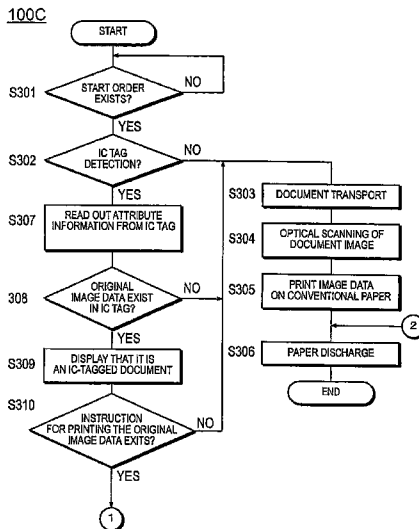 100C
START
S301
START ORDER
EXISTS?
NO
YES
S302
IC TAG
DETECTION?
NO
YES
S307
READ OUT ATTRIBUTE
INFORMATION FROM IC TAG
308
ORIGINAL
IMAGE DATA EXIST
IN IC TAG?
NO
YES
S309
DISPLAY THAT IT IS
AN IC-TAGGED DOCUMENT
S310
INSTRUCTION
FOR PRINTING THE ORIGINAL
IMAGE DATA EXITS?
NO
YES
1
S303
DOCUMENT TRANSPORT
S304
OPTICAL SCANNING OF
DOCUMENT IMAGE
S305
PRINT IMAGE DATA
ON CONVENTIONAL PAPER
2
S306
PAPER DISCHARGE
END